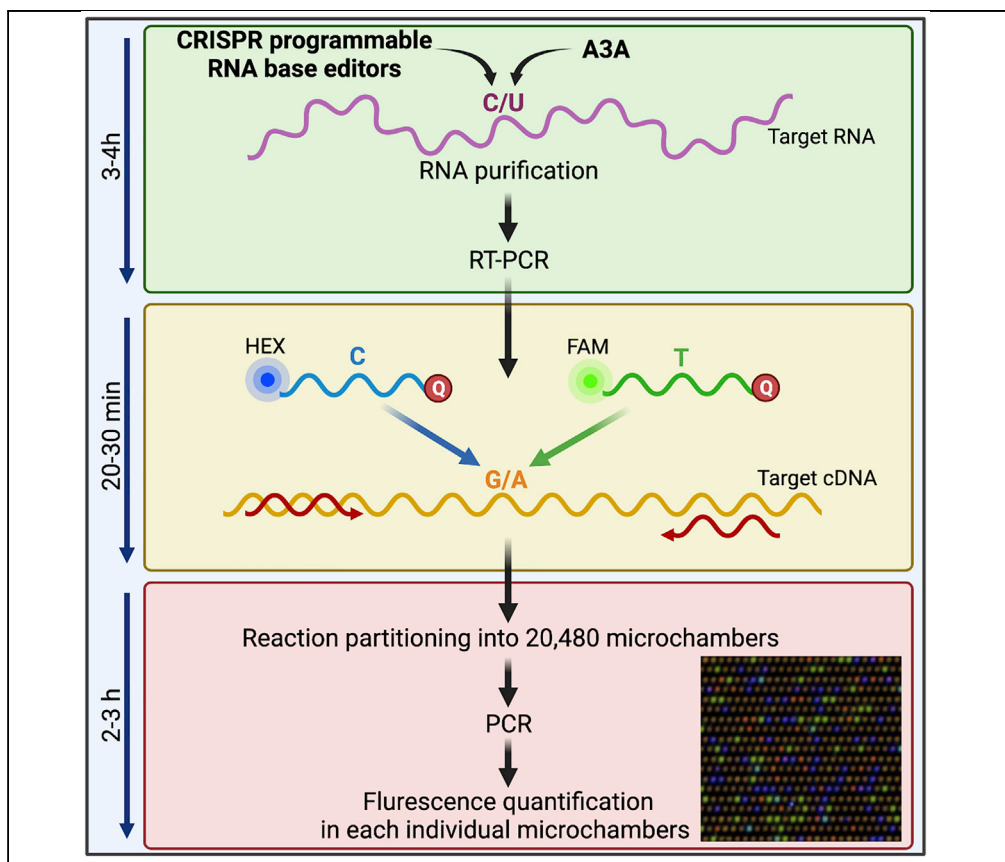 CRISPR programmable
RNA base editors
A3A
C/U
Target RNA
RNA purification
RT-PCR
3-4h
HEX
C
Q
FAM
T
Q
G/A
Target cDNA
20-30 min
Reaction partitioning into 20,480 microchambers
PCR
Flurescence quantification
in each individual microchambers
2-3 h